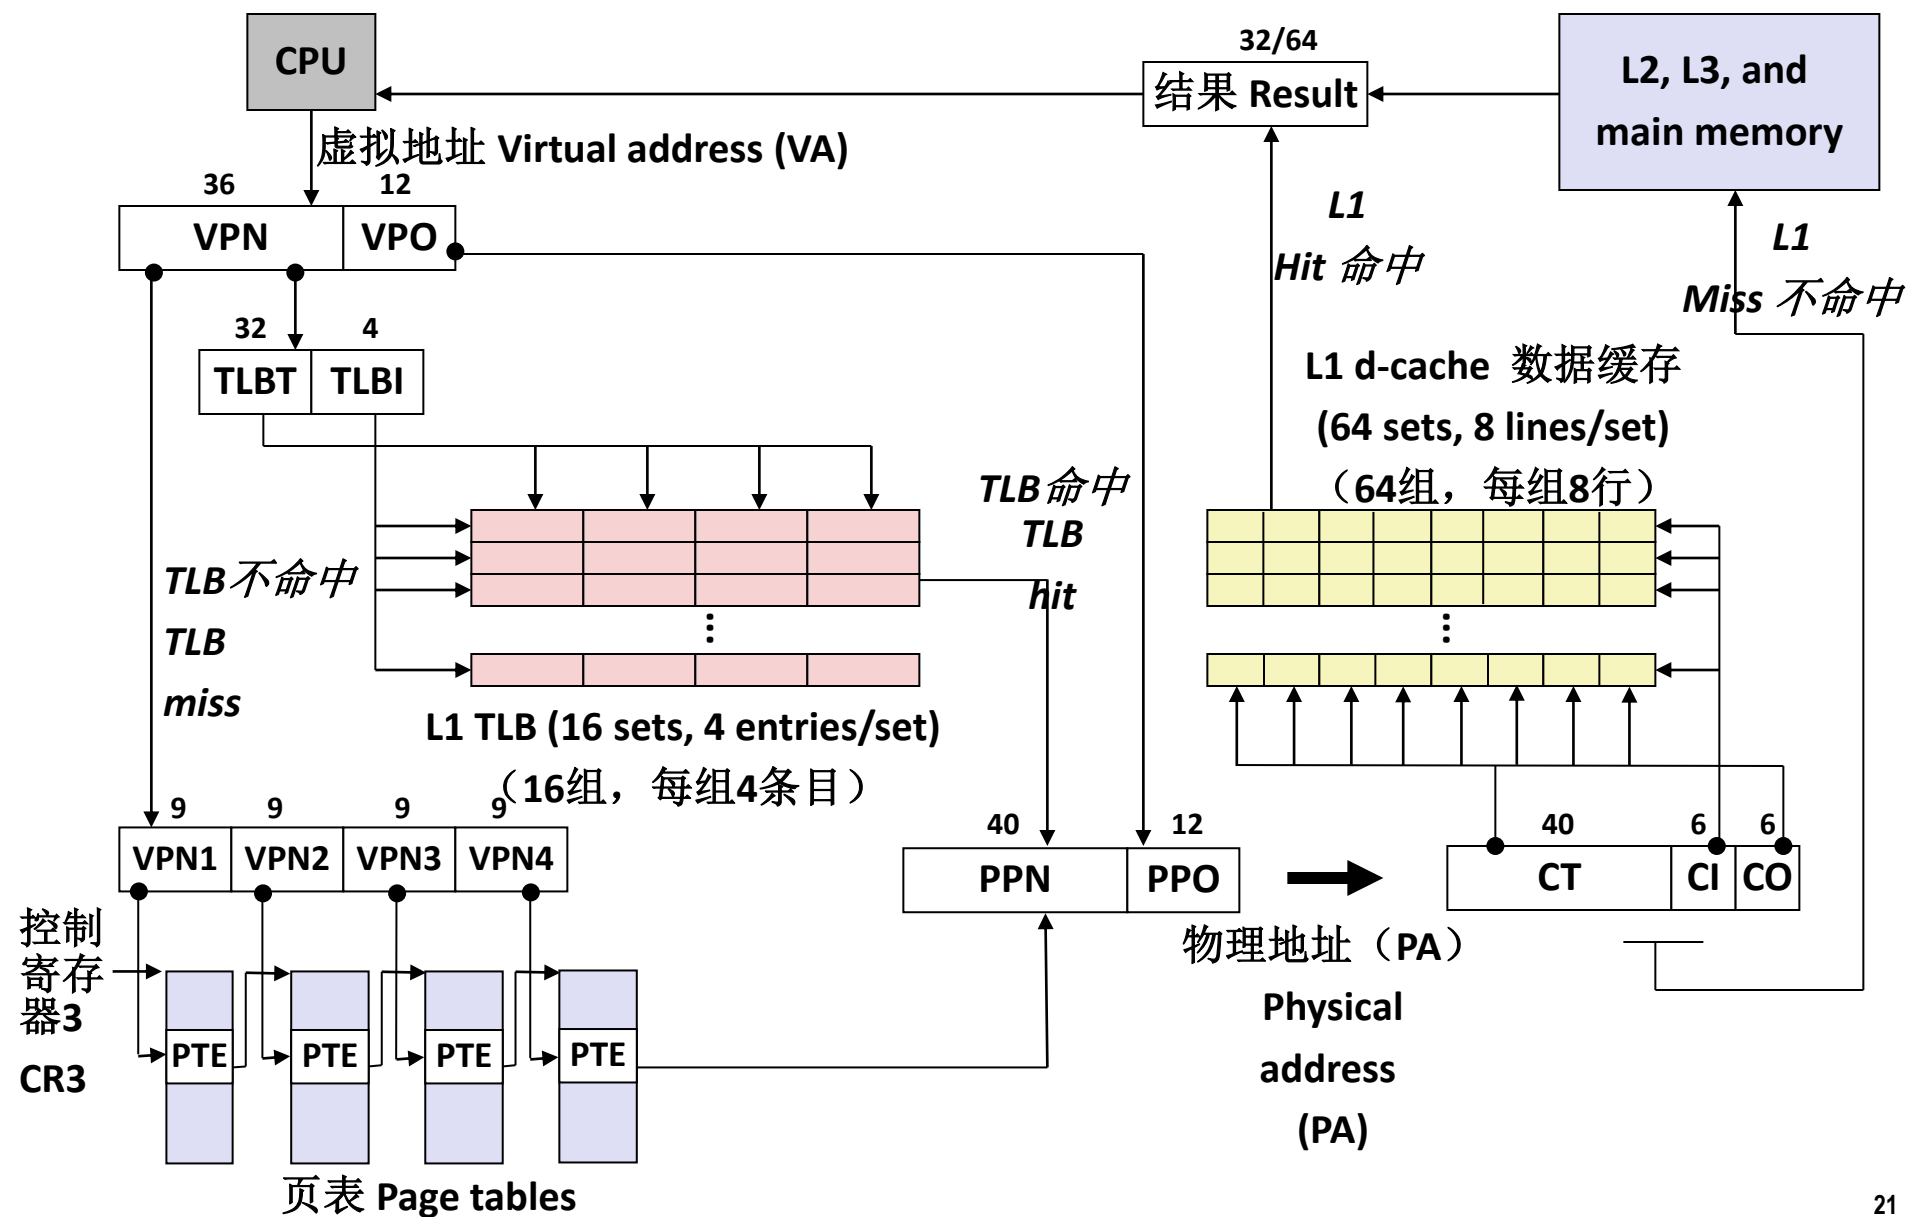 CPU
32/64
结果 Result
L2, L3, and
main memory
虚拟地址 Virtual address (VA)
36
12
VPN
VPO
L1
Hit 命中
L1
Miss 不命中
32
4
TLBT
TLBI
L1 d-cache 数据缓存
(64 sets, 8 lines/set)
（64组，每组8行）
TLB命中
TLB
hit
TLB不命中
TLB
miss
...
...
L1 TLB (16 sets, 4 entries/set)
（16组，每组4条目）
9
9
9
9
VPN1
VPN2
VPN3
VPN4
40
12
PPN
PPO
40
6
6
CT
CI
CO
控制
寄存
器3
CR3
物理地址（PA）
Physical
address
(PA)
PTE
PTE
PTE
PTE
页表 Page tables
21